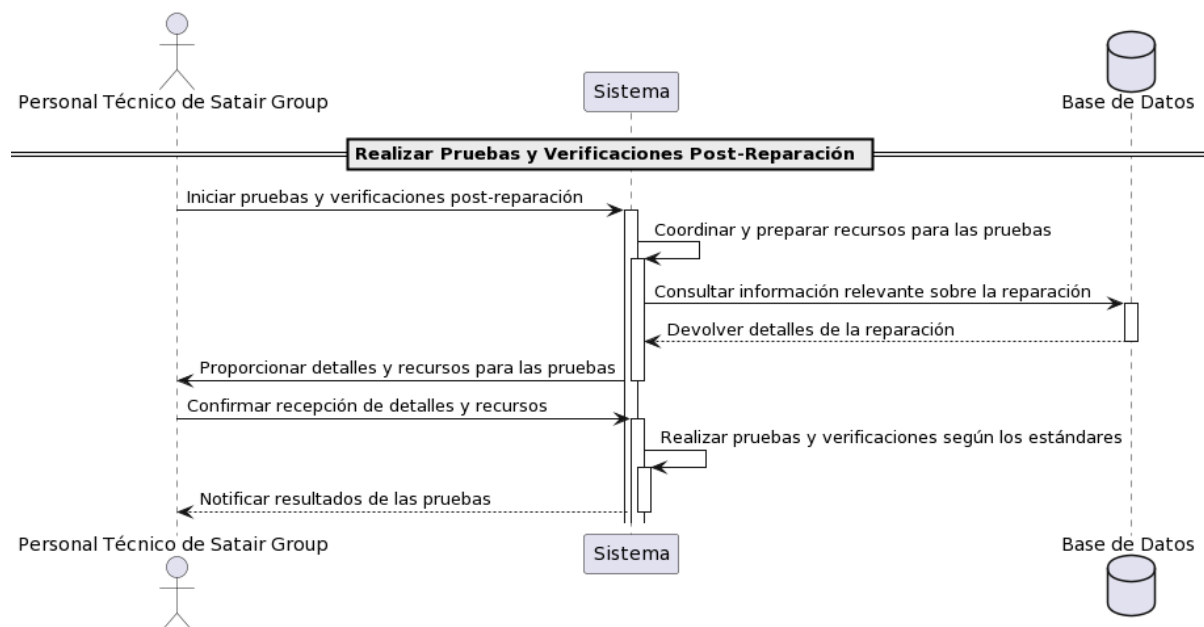 Personal Técnico de Satair Group
Sistema
Base de Datos
Realizar Pruebas y Verificaciones Post-Reparación
Iniciar pruebas y verificaciones post-reparación
Coordinar y preparar recursos para las pruebas
Consultar información relevante sobre la reparación
Devolver detalles de la reparación
Proporcionar detalles y recursos para las pruebas
Confirmar recepción de detalles y recursos
Realizar pruebas y verificaciones según los estándares
Notificar resultados de las pruebas
Personal Técnico de Satair Group
Sistema
Base de Datos